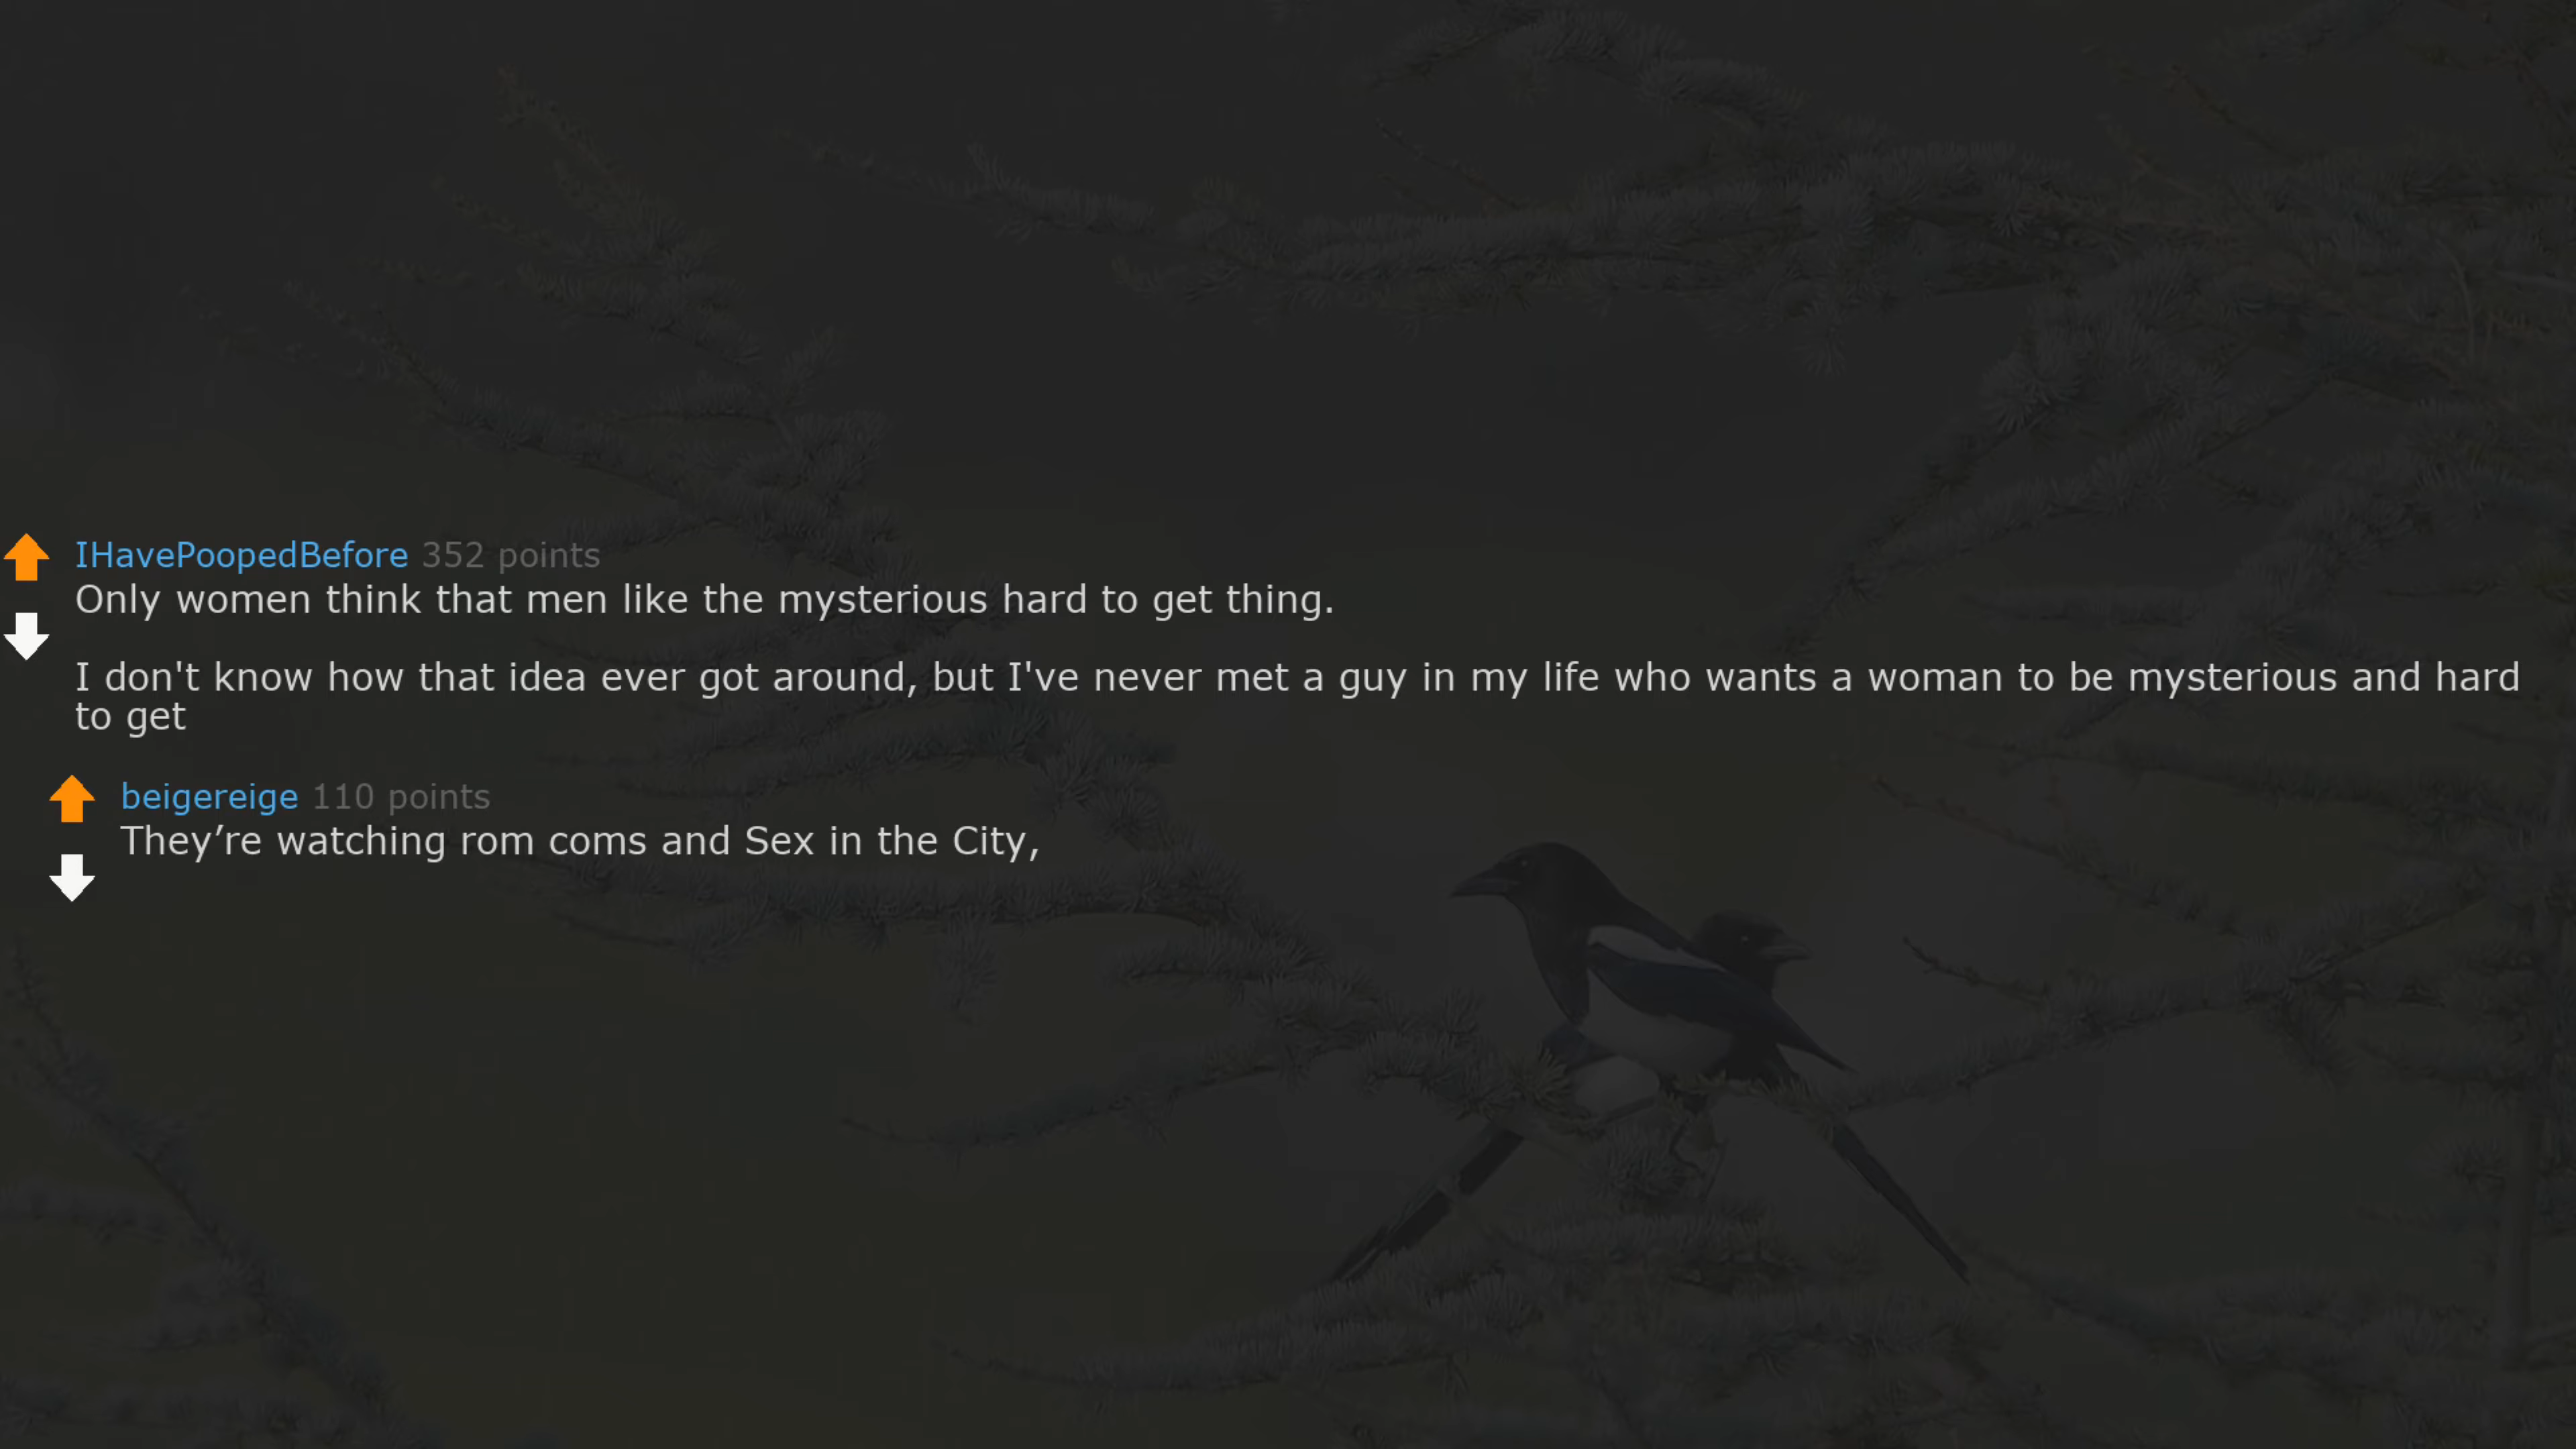 IHavePoopedBefore 352 points
Only women think that men like the mysterious hard to get thing.
I don't know how that idea ever got around, but I've never met a guy in my life who wants a woman to be mysterious and hard
to get
beigereige 110 points
They’re watching rom coms and Sex in the City,